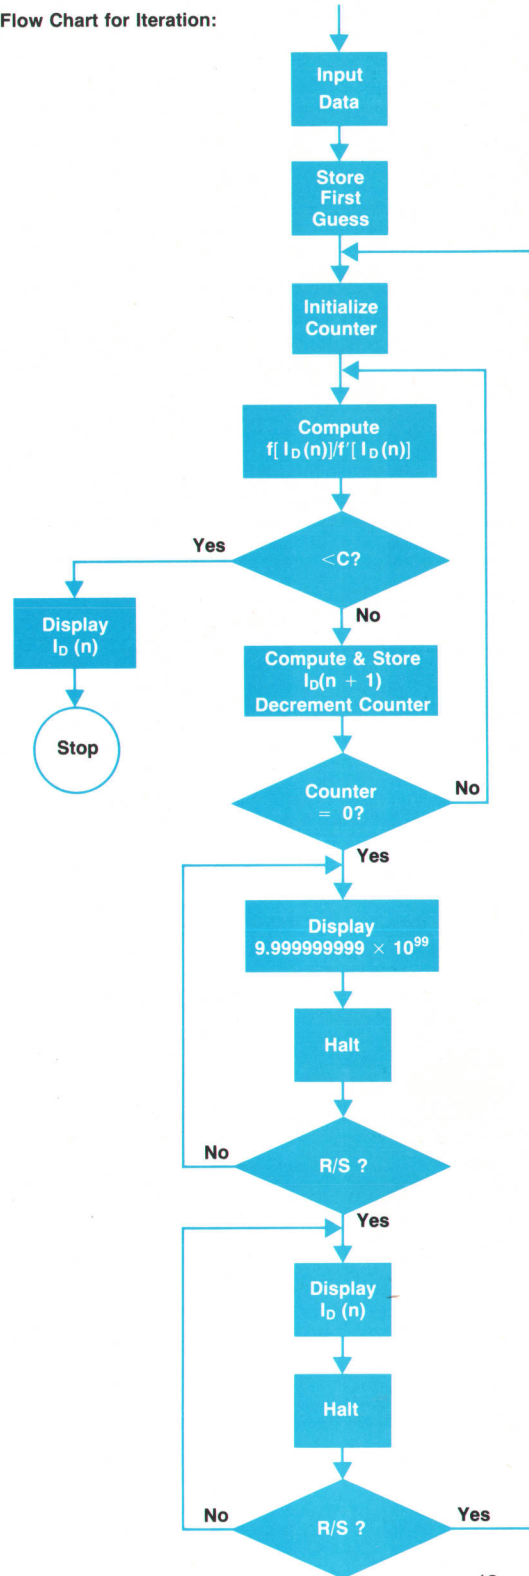 Flow Chart for Iteration:
Input
Data
Store
First
Guess
Initialize
Counter
Compute
f[ I_D (n)]/f'[ I_D (n)]
<C?
Yes
No
Display
I_D (n)
Stop
Compute & Store
I_D(n + 1)
Decrement Counter
Counter
= 0?
No
Yes
Display
9.999999999 × 10^99
Halt
R/S ?
No
Yes
Display
I_D (n)
Halt
R/S ?
No
Yes